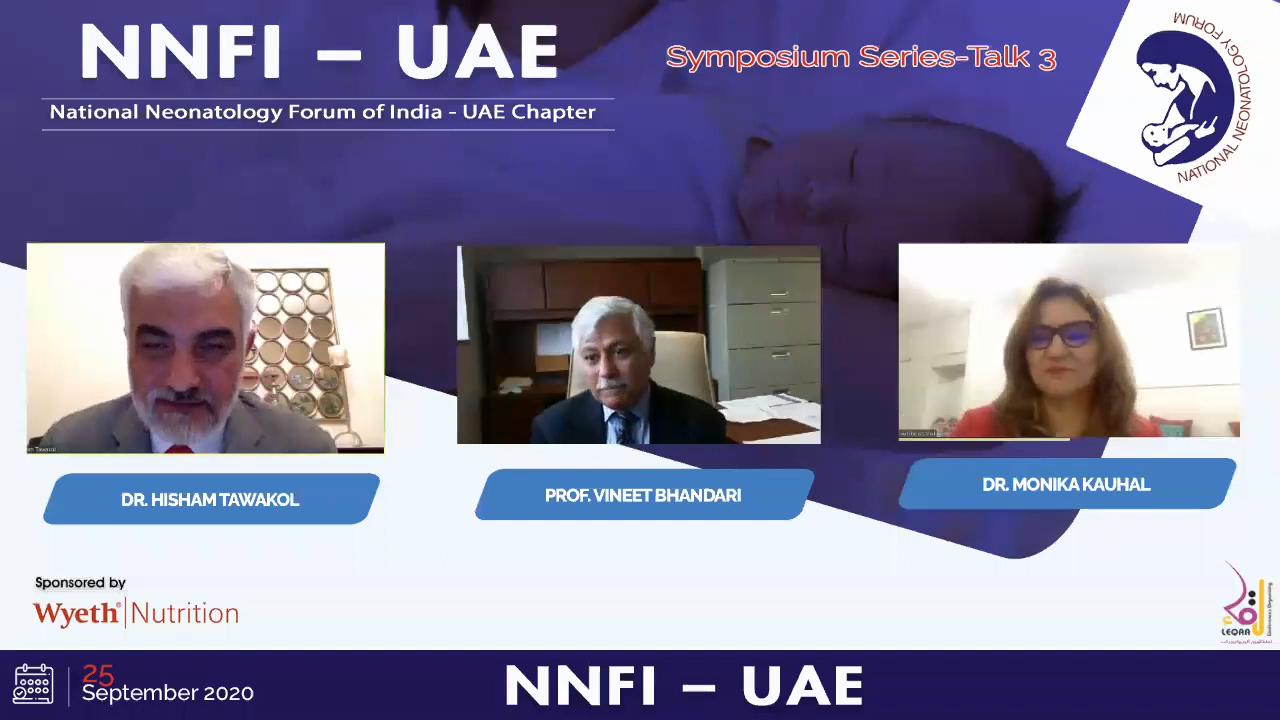 NNFI – UAE
Symposium Series-Talk 3
National Neonatology Forum of India - UAE Chapter
NATIONAL NEONATOLOGY FORUM
DR. HISHAM TAWAKOL
PROF. VINEET BHANDARI
DR. MONIKA KAUHAL
Sponsored by
Wyeth® Nutrition
LEQAA
25
September 2020
NNFI – UAE